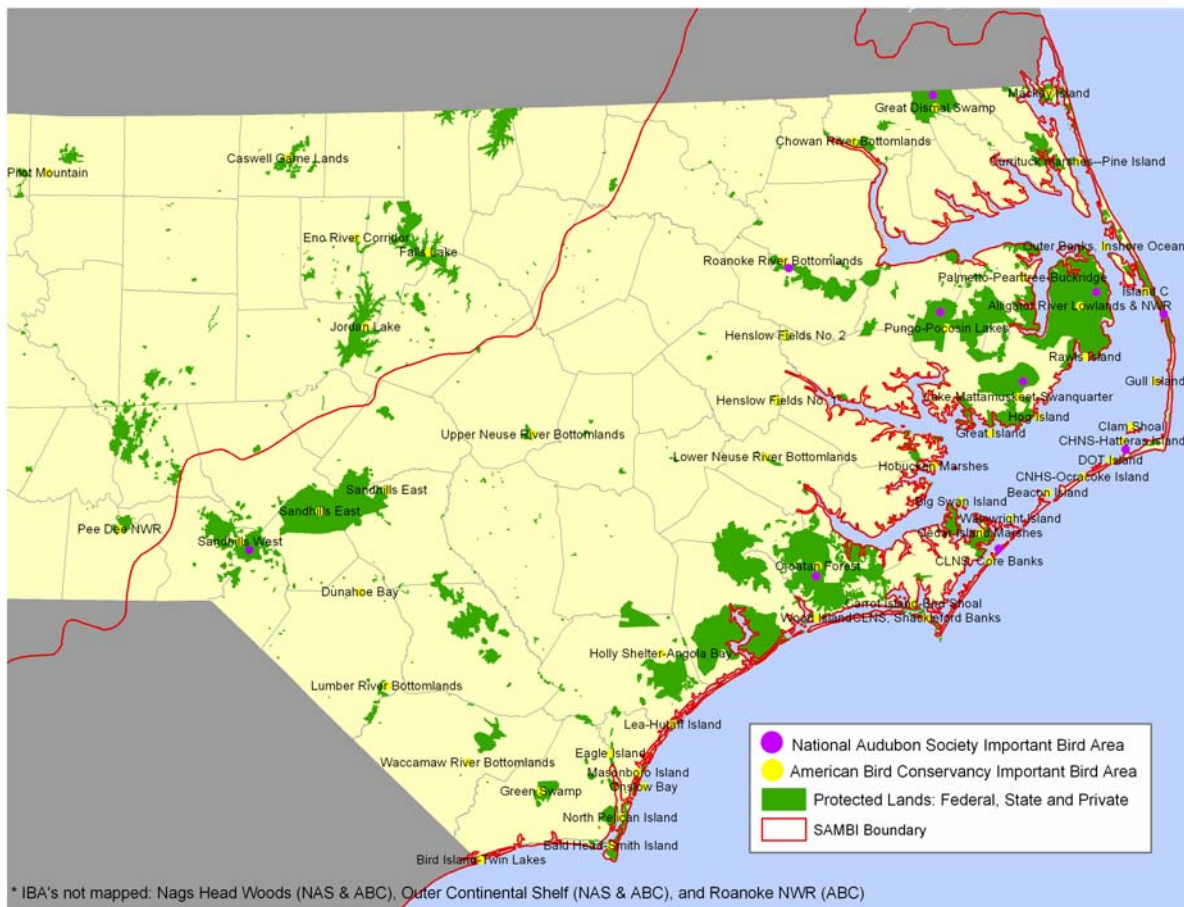 Mackay Island
Great Dismal Swamp
Chowan River Bottomlands
Currituck marshes--Pine Island
Caswell Game Lands
Pilot Mountain
Eno River Corridor
Falls Lake
Outer Banks, Inshore Ocean
Roanoke River Bottomlands
Palmetto-Peartree-Buckridge
Island C
Alligator River Lowlands & NWR
Jordan Lake
Pungo-Pocosin Lakes
Henslow Fields No. 2
Rawls Island
Gull Island
Lake Mattamuskeet-Swanquarter
Henslow Fields No.
Hog Island
Clam Shoal
Upper Neuse River Bottomlands
Great Island
CHNS-Hatteras Island
Lower Neuse River Bottomlands
DOT Island
Hobucken Marshes
CNHS-Ocracoke Island
Sandhills East
Beacon Island
Big Swan Island
Sandhills East
Wainwright Island
Pee Dee NWR
Cedar Island Marshes
Sandhills West
CLNS, Core Banks
Croatan Forest
Dunahoe Bay
Carrot Island-Bird Shoal
Wood Island
CLNS, Shackleford Banks
Holly Shelter-Angola Bay
Lumber River Bottomlands
Lea-Hutaff Island
Eagle Island
Waccamaw River Bottomlands
Masonboro Island
Onslow Bay
Green Swamp
North Pelican Island
Bald Head-Smith Island
Bird Island-Twin Lakes
National Audubon Society Important Bird Area
American Bird Conservancy Important Bird Area
Protected Lands: Federal, State and Private
SAMBI Boundary
* IBA's not mapped: Nags Head Woods (NAS & ABC), Outer Continental Shelf (NAS & ABC), and Roanoke NWR (ABC)